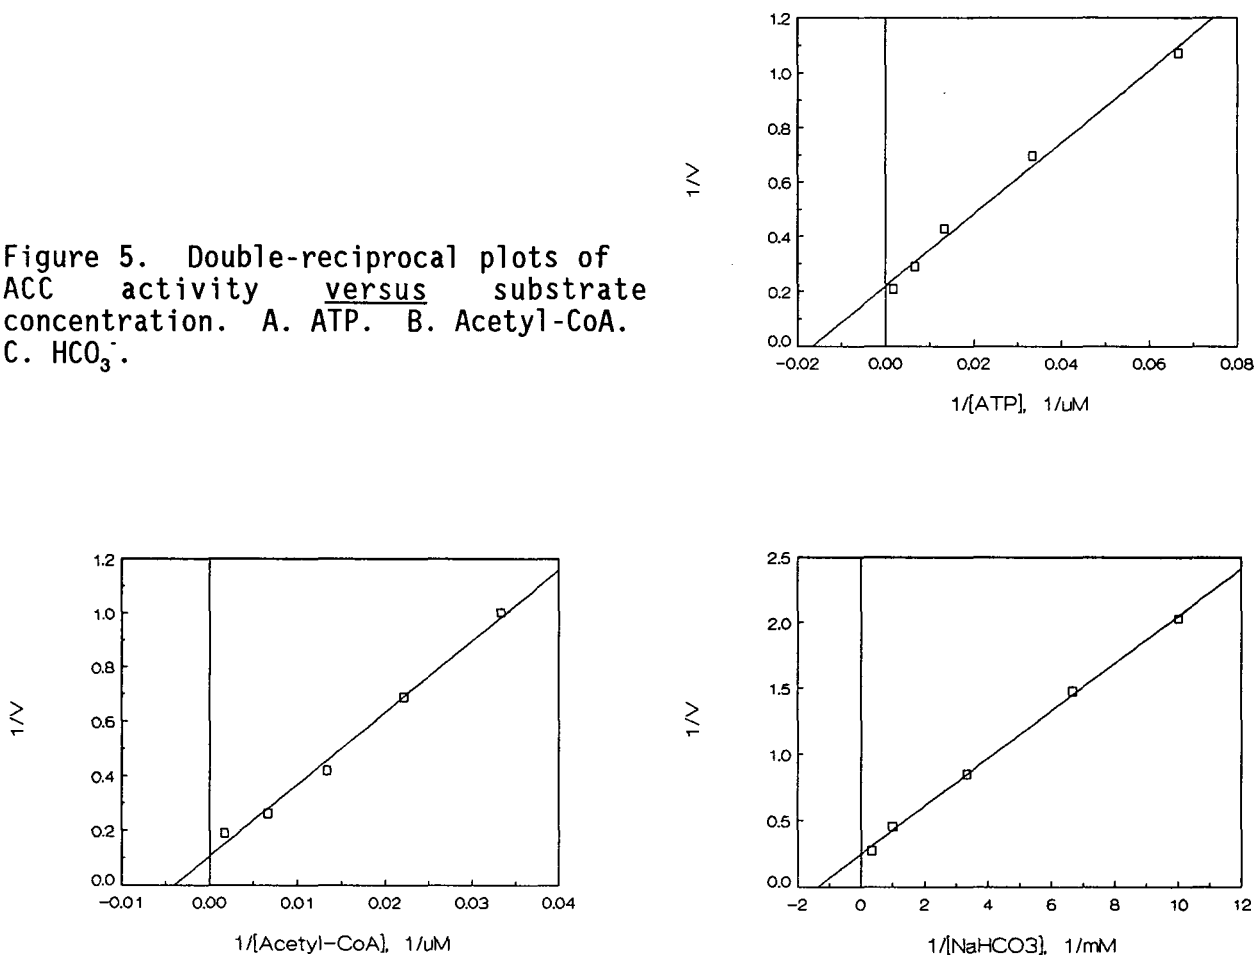 Figure 5. Double-reciprocal plots of
ACC activity versus substrate
concentration. A. ATP. B. Acetyl-CoA.
C. HCO₃⁻.
1/V
1.2
1.0
0.8
0.6
0.4
0.2
0.0
-0.02 0.00 0.02 0.04 0.06 0.08
1/[ATP], 1/uM
1/V
1.2
1.0
0.8
0.6
0.4
0.2
0.0
-0.01 0.00 0.01 0.02 0.03 0.04
1/[Acetyl-CoA], 1/uM
1/V
2.5
2.0
1.5
1.0
0.5
0.0
-2 0 2 4 6 8 10 12
1/[NaHCO3], 1/mM